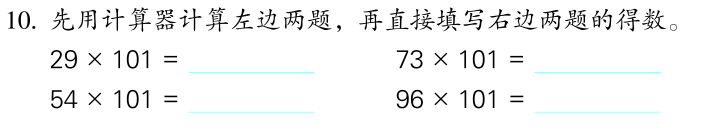 10. 先用计算器计算左边两题，再直接填写右边两题的得数。
29 × 101 = 73 × 101 =
54 × 101 = 96 × 101 =